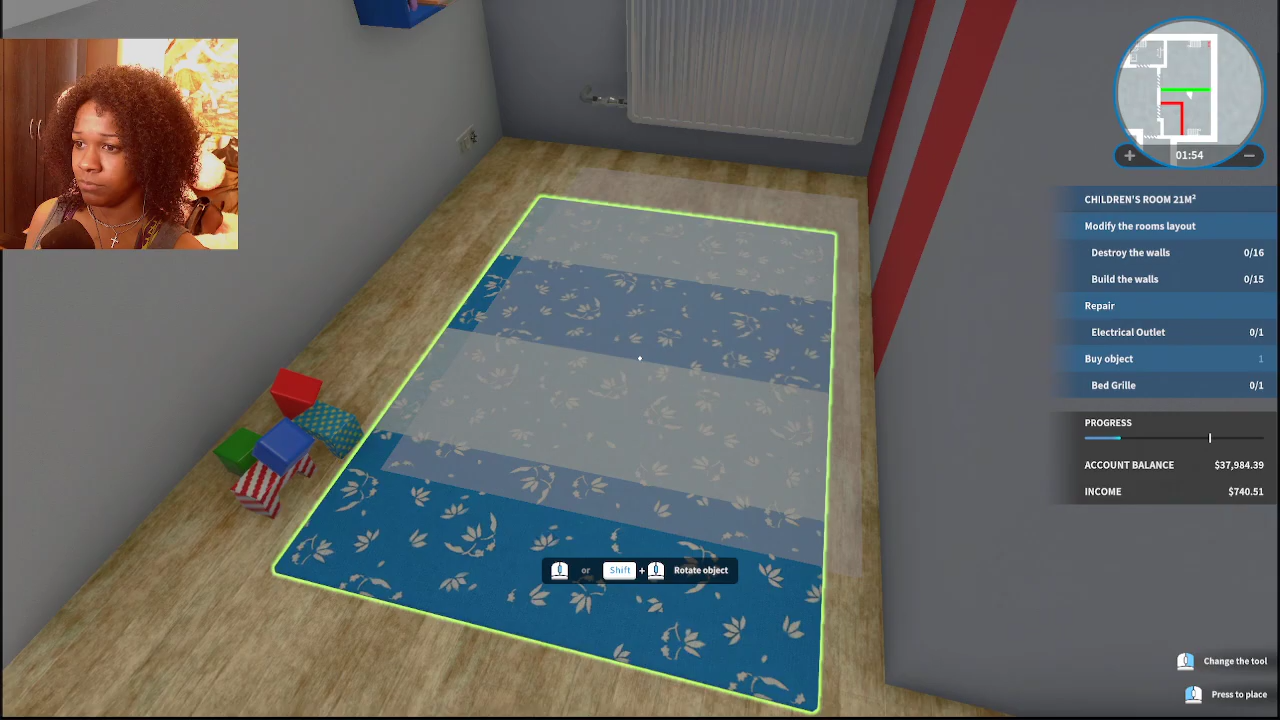 01:54
CHILDREN'S ROOM 21M²
Modify the rooms layout
Destroy the walls 0/16
Build the walls 0/15
Repair
Electrical Outlet 0/1
Buy object 1
Bed Grille 0/1
PROGRESS
ACCOUNT BALANCE $37,984.39
INCOME $740.51
or Shift + Rotate object
Change the tool
Press to place